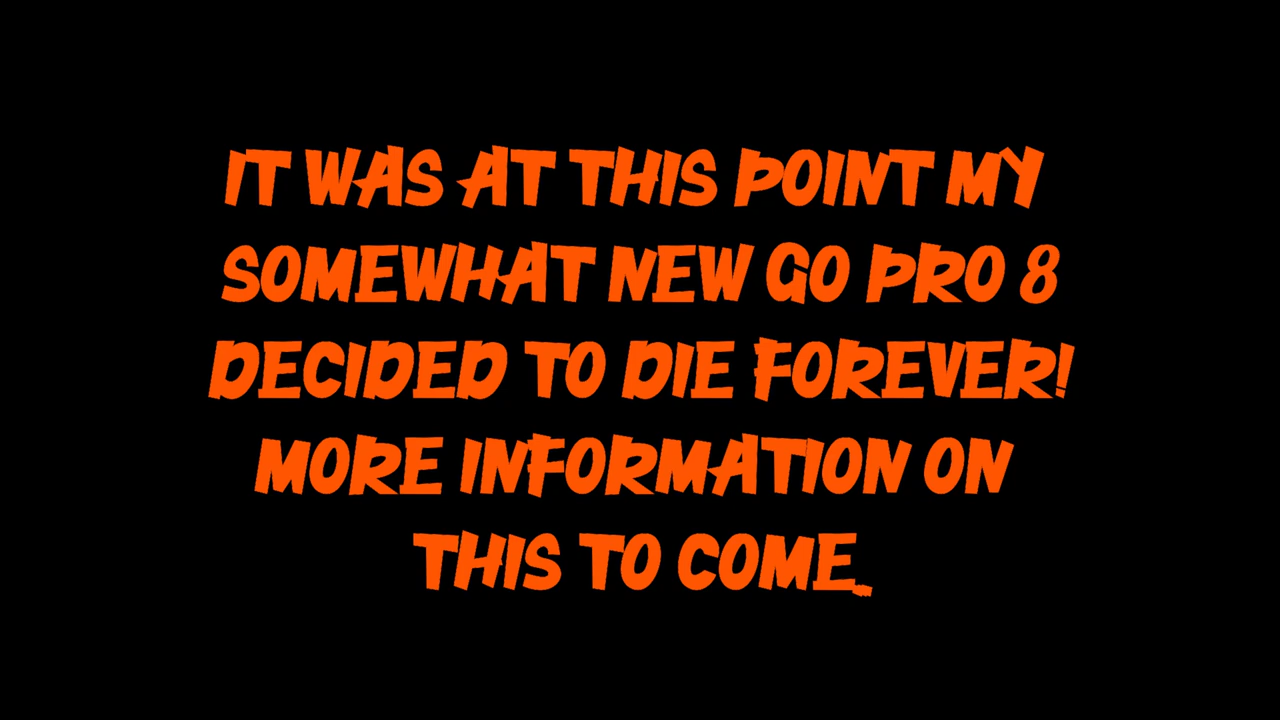 IT WAS AT THIS POINT MY
SOMEWHAT NEW GO PRO 8
DECIDED TO DIE FOREVER!
MORE INFORMATION ON
THIS TO COME.